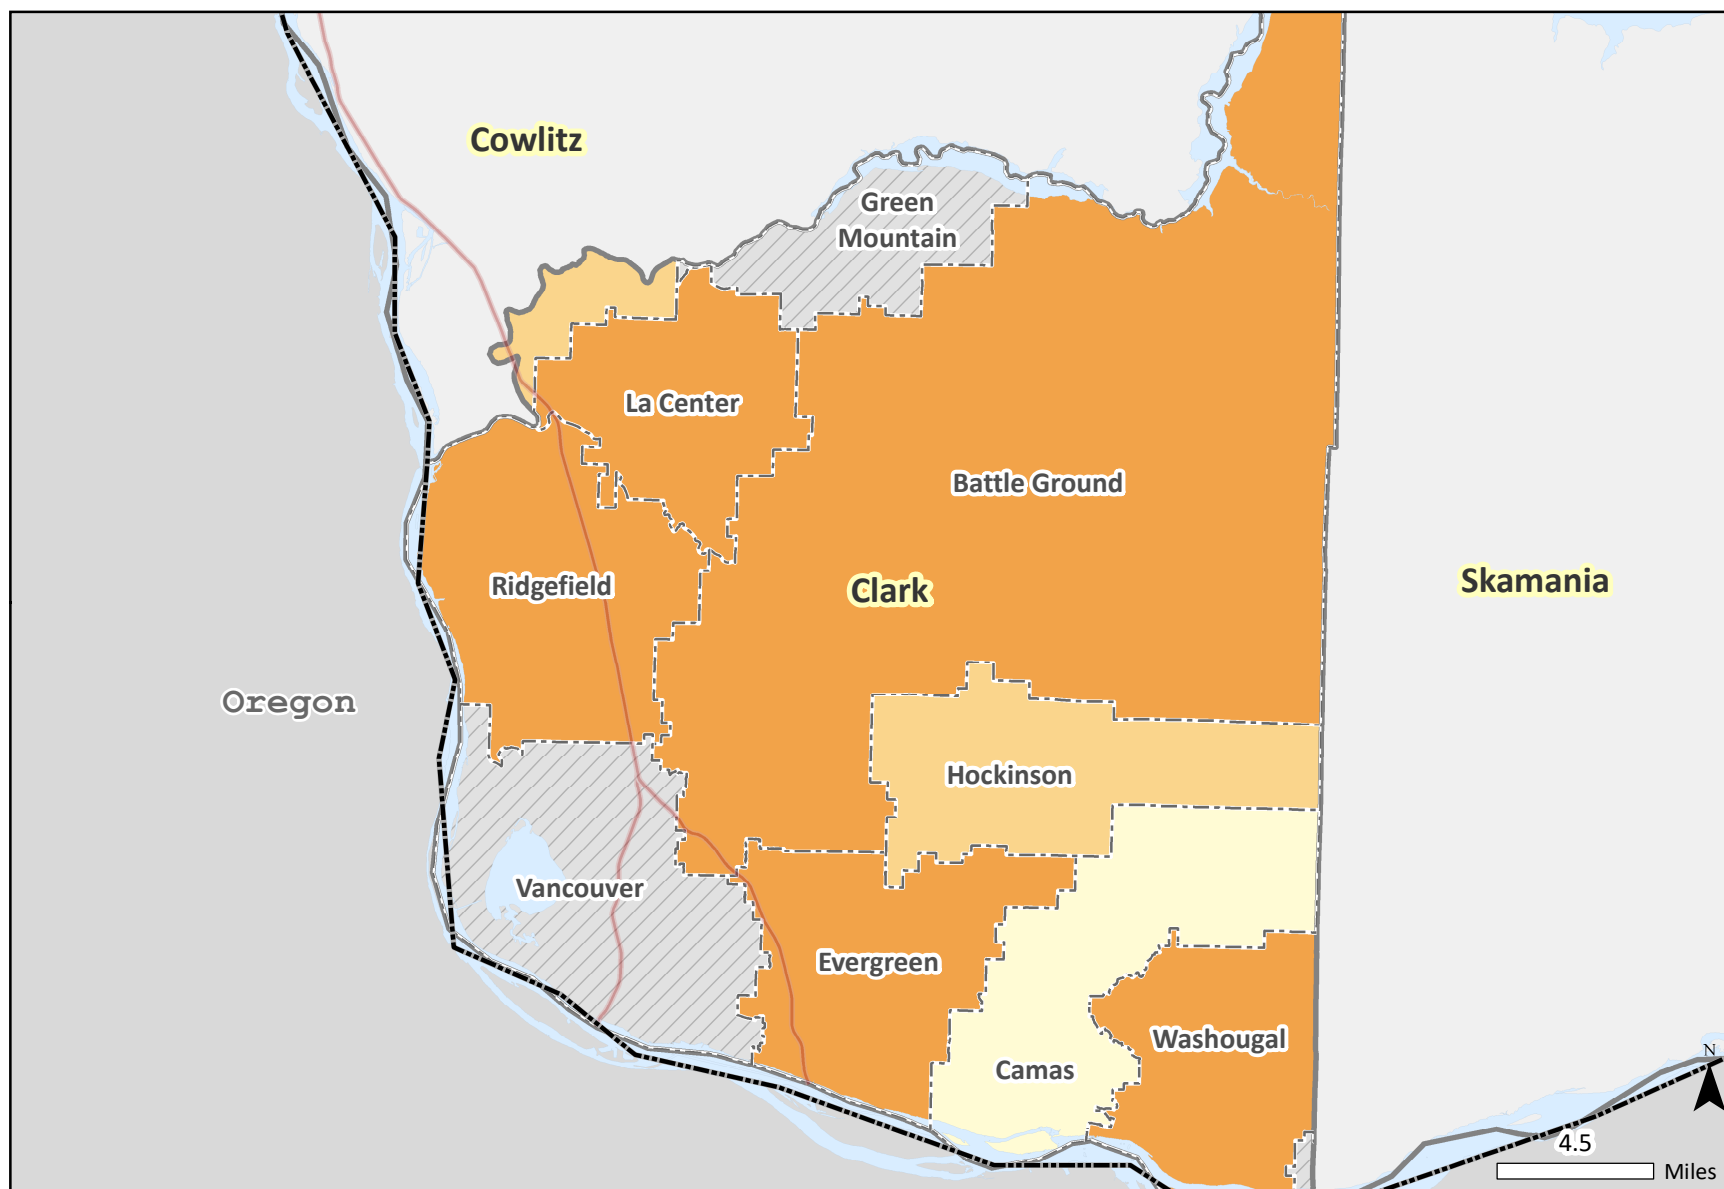 Cowlitz
Green
Mountain
La Center
Battle Ground
Ridgefield
Clark
Skamania
Oregon
Hockinson
Vancouver
Evergreen
Washougal
Camas
N
4.5
Miles